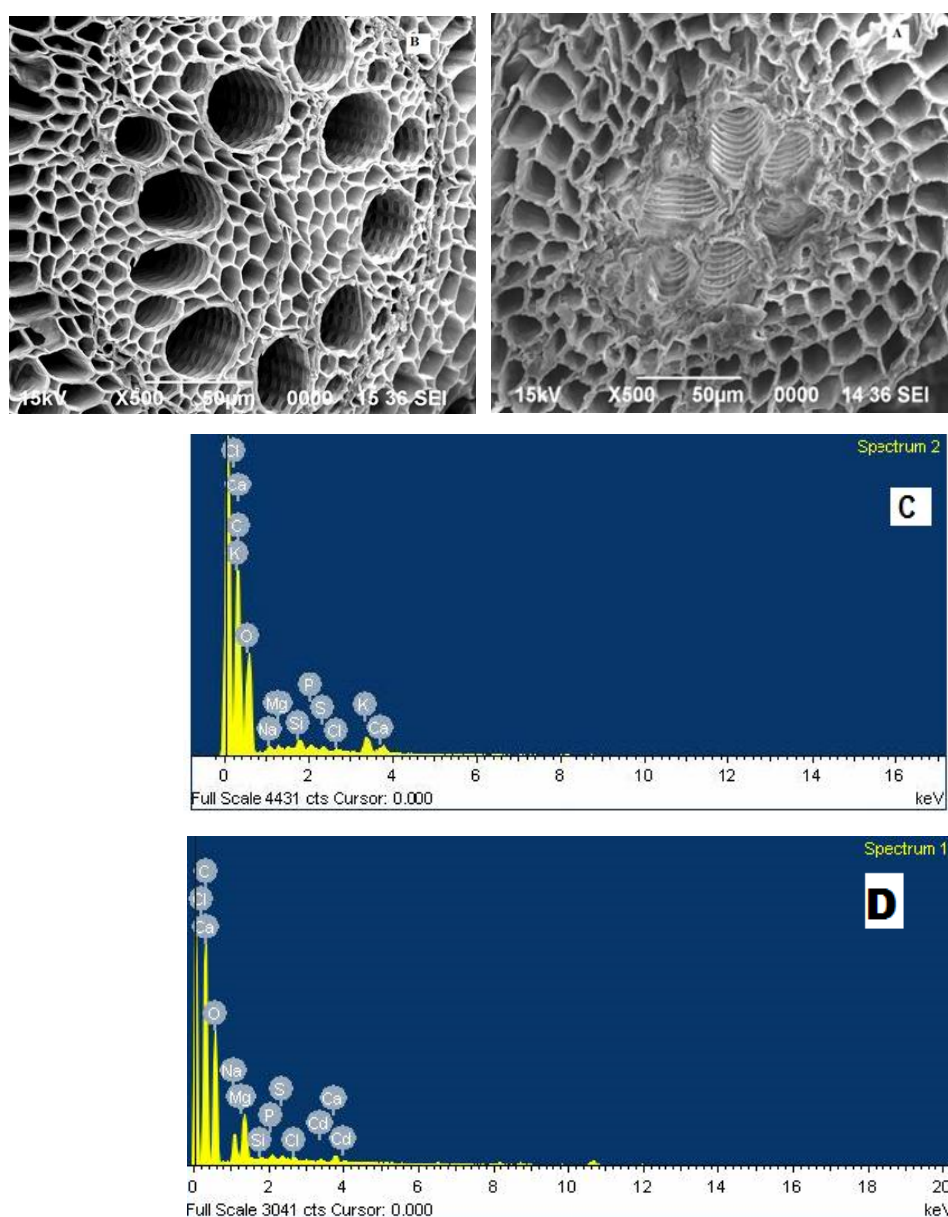 B
15kV X500 50µm 0000 15 36 SEI
A
15kV X500 50µm 0000 14 36 SEI
Spectrum 2
C
Cl
Ca
C
K
O
P
Mg S K
Na Si Cl Ca
0 2 4 6 8 10 12 14 16
Full Scale 4431 cts Cursor: 0.000 keV
Spectrum 1
D
C
Cl
Ca
O
Na S Ca
Mg P Cd
Si Cl Cd
0 2 4 6 8 10 12 14 16 18 20
Full Scale 3041 cts Cursor: 0.000 keV